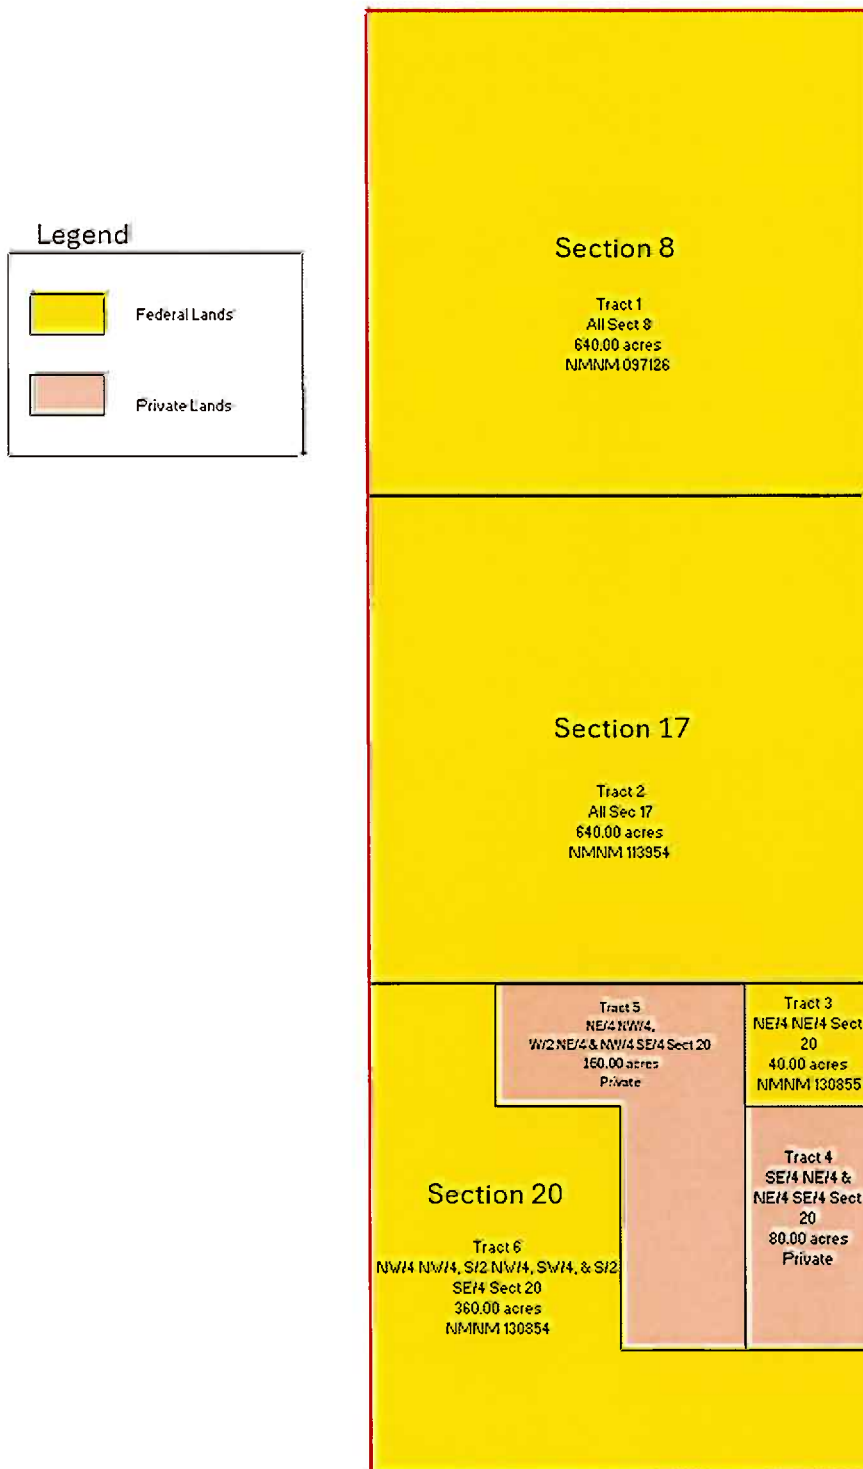 Legend
Federal Lands
Private Lands
Section 8
Tract 1
All Sect 8
640.00 acres
NMNM 097126
Section 17
Tract 2
All Sec 17
640.00 acres
NMNM 113954
Tract 5
NE/4 NW/4,
W/2 NE/4 & NW/4 SE/4 Sect 20
160.00 acres
Private
Tract 3
NE/4 NE/4 Sect
20
40.00 acres
NMNM 130855
Tract 4
SE/4 NE/4 &
NE/4 SE/4 Sect
20
80.00 acres
Private
Section 20
Tract 6
NW/4 NW/4, S/2 NW/4, SW/4, & S/2
SE/4 Sect 20
360.00 acres
NMNM 130854